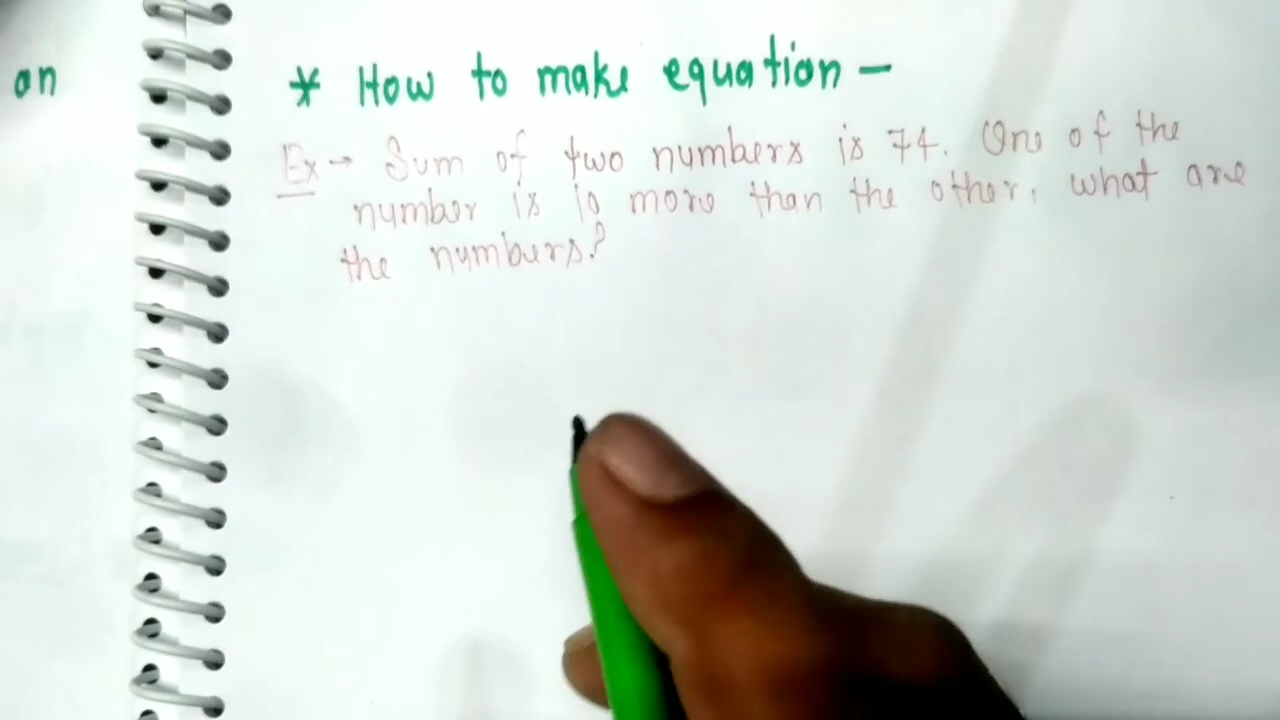 an
* How to make equation -
Ex → Sum of two numbers is 74. One of the
number is 10 more than the other. what are
the numbers?